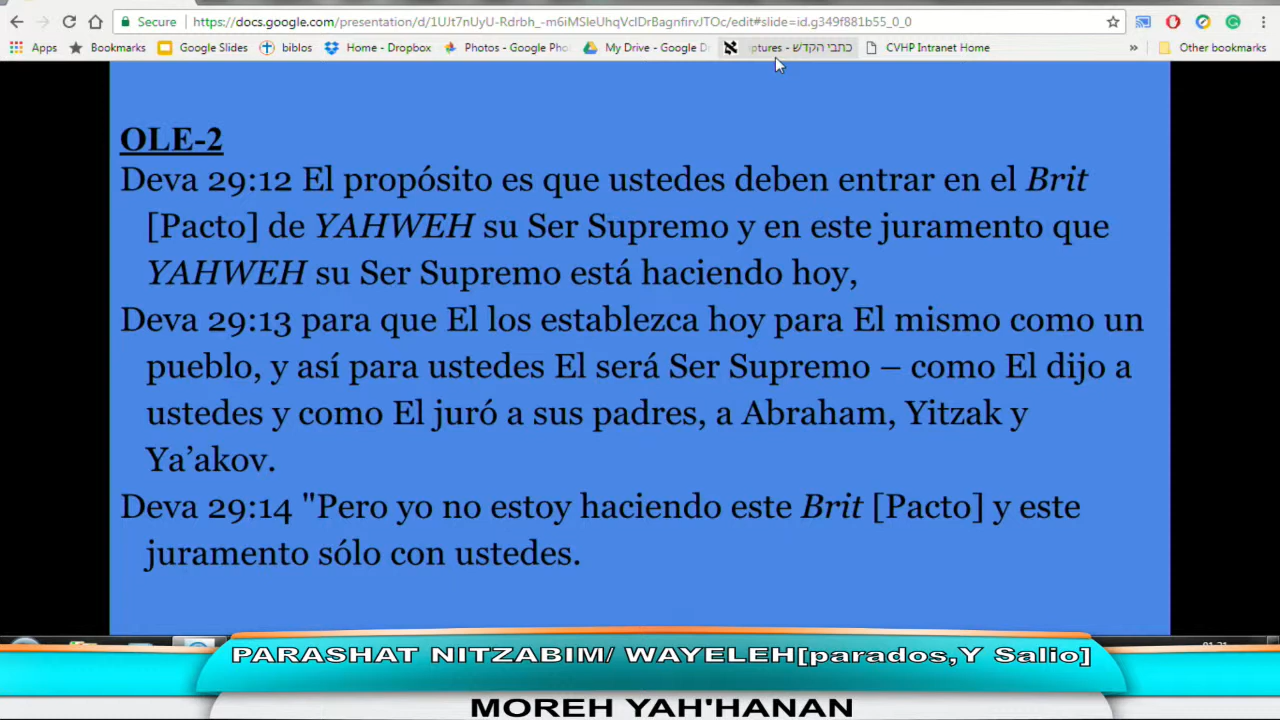 Secure https://docs.google.com/presentation/d/1UJt7nUyU-Rdrbh_-m6iMSleUhqVclDrBagnfirvJTOc/edit#slide=id.g349f881b55_0_0
Apps Bookmarks Google Slides biblos Home - Dropbox Photos - Google Pho My Drive - Google D ptures - כתבי הקדש CVHP Intranet Home » Other bookmarks
OLE-2
Deva 29:12 El propósito es que ustedes deben entrar en el Brit
[Pacto] de YAHWEH su Ser Supremo y en este juramento que
YAHWEH su Ser Supremo está haciendo hoy,
Deva 29:13 para que El los establezca hoy para El mismo como un
pueblo, y así para ustedes El será Ser Supremo – como El dijo a
ustedes y como El juró a sus padres, a Abraham, Yitzak y
Ya’akov.
Deva 29:14 "Pero yo no estoy haciendo este Brit [Pacto] y este
juramento sólo con ustedes.
PARASHAT NITZABIM/ WAYELEH[parados,Y Salio]
MOREH YAH'HANAN